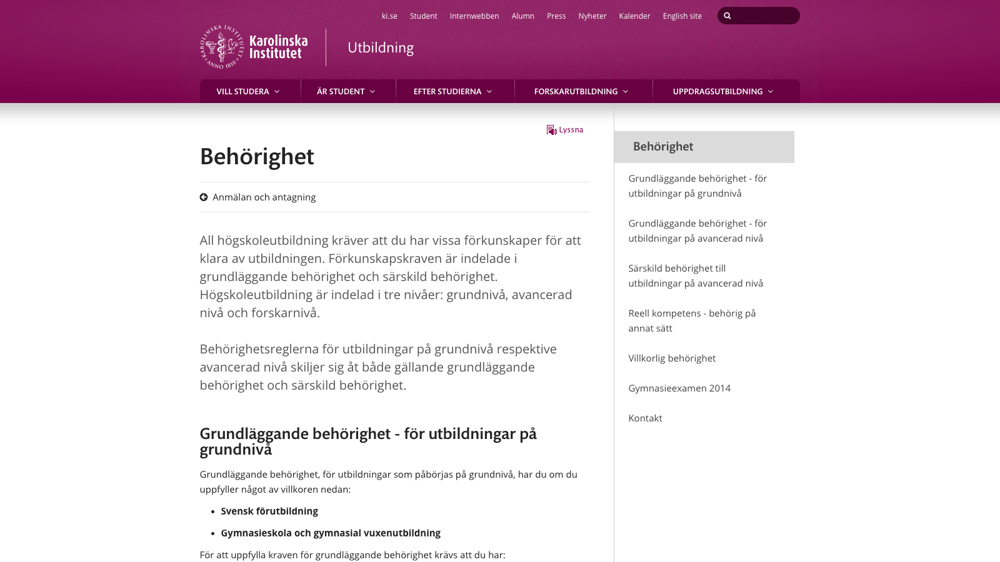 ki.se Student Internwebben Alumn Press Nyheter Kalender English site
KAROLINSKA INSTITUTET
ANNO 1810
Karolinska
Institutet
Utbildning
VILL STUDERA
ÄR STUDENT
EFTER STUDIERNA
FORSKARUTBILDNING
UPPDRAGSUTBILDNING
Lyssna
Behörighet
Anmälan och antagning
All högskoleutbildning kräver att du har vissa förkunskaper för att
klara av utbildningen. Förkunskapskraven är indelade i
grundläggande behörighet och särskild behörighet.
Högskoleutbildning är indelad i tre nivåer: grundnivå, avancerad
nivå och forskarnivå.
Behörighetsreglerna för utbildningar på grundnivå respektive
avancerad nivå skiljer sig åt både gällande grundläggande
behörighet och särskild behörighet.
Grundläggande behörighet - för utbildningar på
grundnivå
Grundläggande behörighet, för utbildningar som påbörjas på grundnivå, har du om du
uppfyller något av villkoren nedan:
• Svensk förutbildning
• Gymnasieskola och gymnasial vuxenutbildning
För att uppfylla kraven för grundläggande behörighet krävs att du har:
Behörighet
Grundläggande behörighet - för
utbildningar på grundnivå
Grundläggande behörighet - för
utbildningar på avancerad nivå
Särskild behörighet till
utbildningar på avancerad nivå
Reell kompetens - behörig på
annat sätt
Villkorlig behörighet
Gymnasieexamen 2014
Kontakt